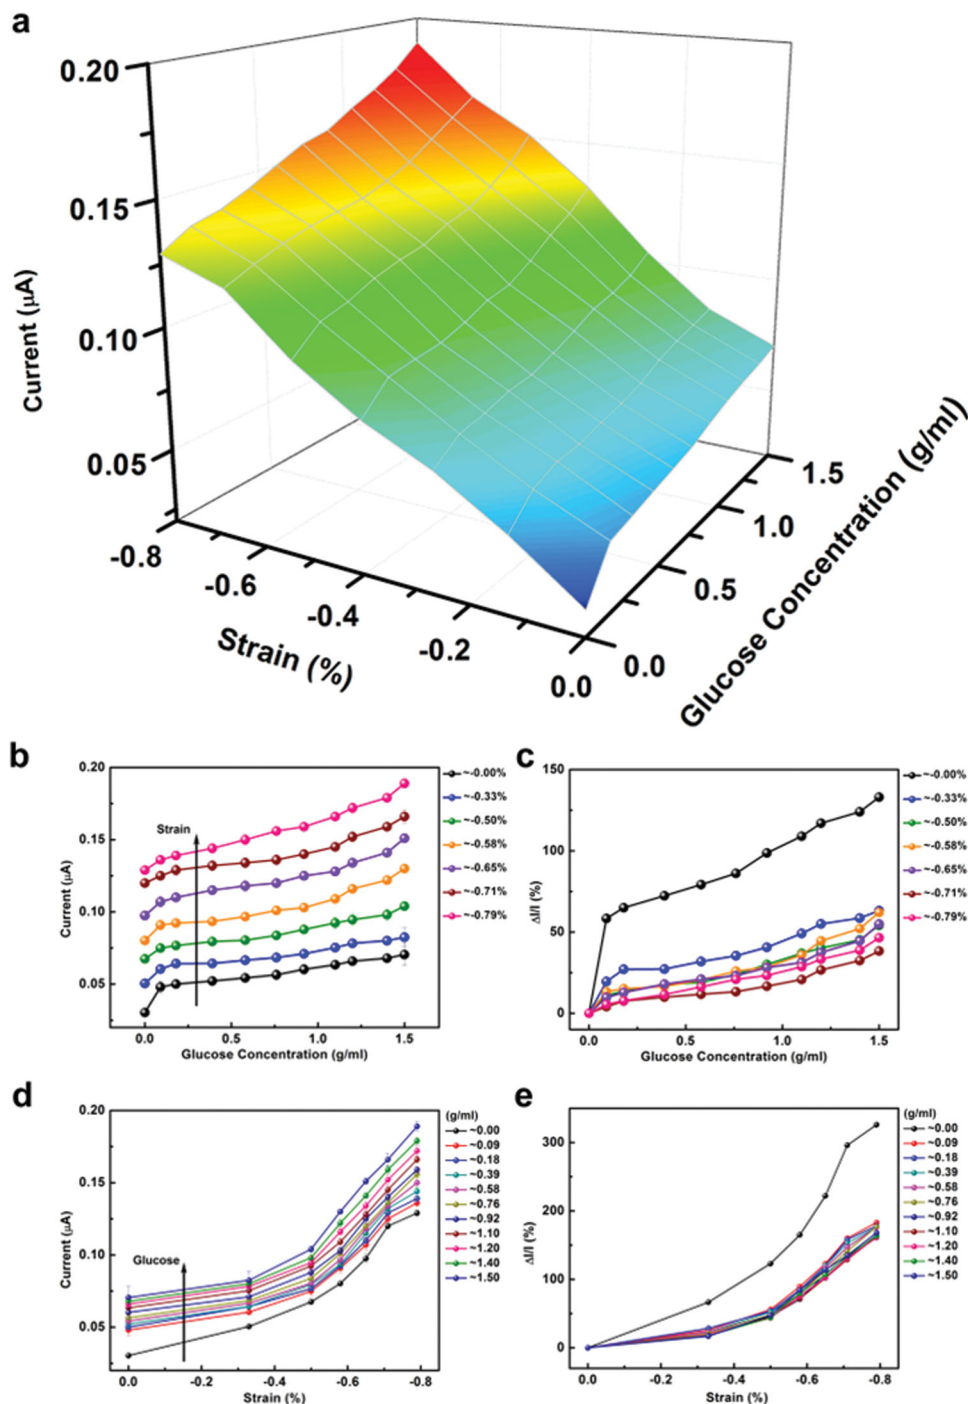 a
0.20
0.15
0.10
0.05
Current (μA)
-0.8
-0.6
-0.4
-0.2
0.0
Strain (%)
0.0
0.5
1.0
1.5
Glucose Concentration (g/ml)
b
0.20
0.15
0.10
0.05
Current (μA)
Strain
0.0 0.5 1.0 1.5
Glucose Concentration (g/ml)
~-0.00%
~-0.33%
~-0.50%
~-0.58%
~-0.65%
~-0.71%
~-0.79%
c
150
100
50
0
ΔI/I (%)
0.0 0.5 1.0 1.5
Glucose Concentration (g/ml)
~-0.00%
~-0.33%
~-0.50%
~-0.58%
~-0.65%
~-0.71%
~-0.79%
d
0.20
0.15
0.10
0.05
Current (μA)
Glucose
0.0 -0.2 -0.4 -0.6 -0.8
Strain (%)
(g/ml)
~0.00
~0.09
~0.18
~0.39
~0.58
~0.76
~0.92
~1.10
~1.20
~1.40
~1.50
e
300
200
100
0
ΔI/I (%)
0.0 -0.2 -0.4 -0.6 -0.8
Strain (%)
(g/ml)
~0.00
~0.09
~0.18
~0.39
~0.58
~0.76
~0.92
~1.10
~1.20
~1.40
~1.50